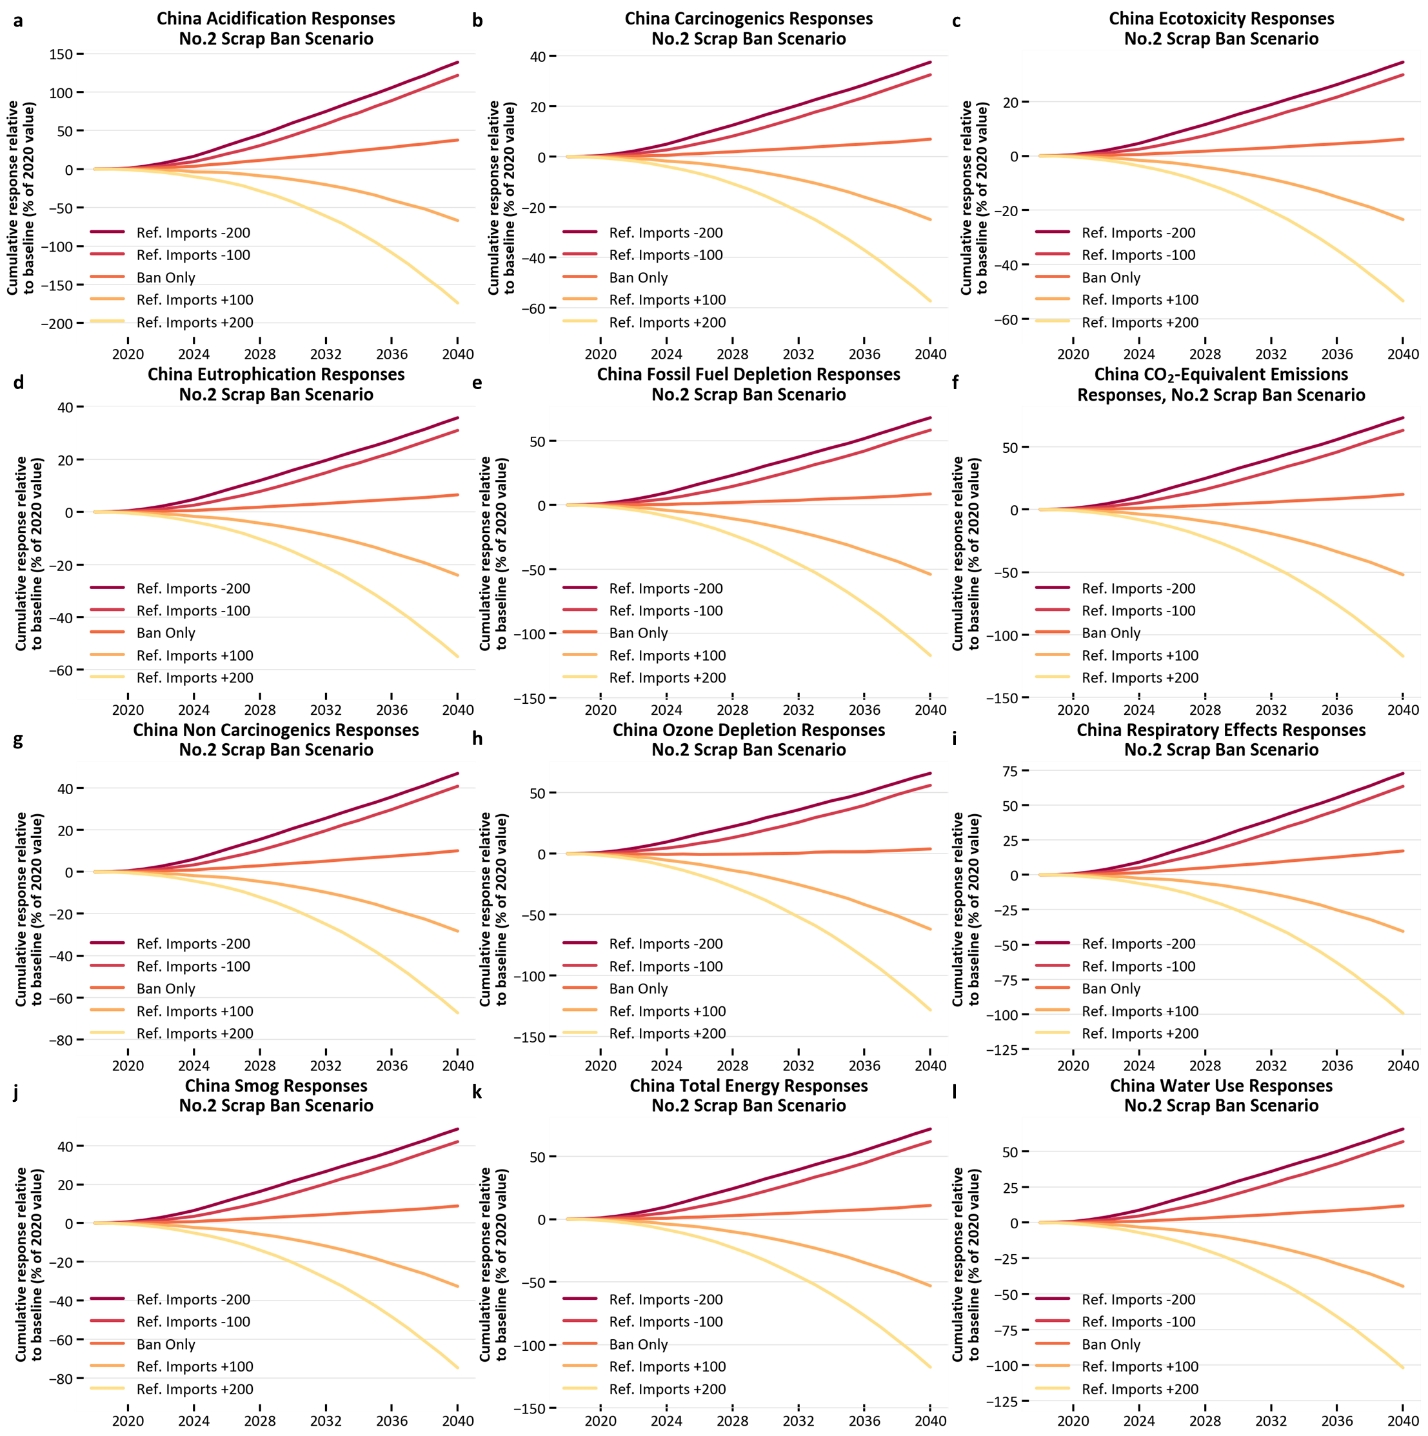 a
China Acidification Responses
No.2 Scrap Ban Scenario
Cumulative response relative
to baseline (% of 2020 value)
150
100
50
0
−50
−100
−150
−200
Ref. Imports -200
Ref. Imports -100
Ban Only
Ref. Imports +100
Ref. Imports +200
2020 2024 2028 2032 2036 2040
b
China Carcinogenics Responses
No.2 Scrap Ban Scenario
Cumulative response relative
to baseline (% of 2020 value)
40
20
0
−20
−40
−60
Ref. Imports -200
Ref. Imports -100
Ban Only
Ref. Imports +100
Ref. Imports +200
2020 2024 2028 2032 2036 2040
c
China Ecotoxicity Responses
No.2 Scrap Ban Scenario
Cumulative response relative
to baseline (% of 2020 value)
20
0
−20
−40
−60
Ref. Imports -200
Ref. Imports -100
Ban Only
Ref. Imports +100
Ref. Imports +200
2020 2024 2028 2032 2036 2040
d
China Eutrophication Responses
No.2 Scrap Ban Scenario
Cumulative response relative
to baseline (% of 2020 value)
40
20
0
−20
−40
−60
Ref. Imports -200
Ref. Imports -100
Ban Only
Ref. Imports +100
Ref. Imports +200
2020 2024 2028 2032 2036 2040
e
China Fossil Fuel Depletion Responses
No.2 Scrap Ban Scenario
Cumulative response relative
to baseline (% of 2020 value)
50
0
−50
−100
−150
Ref. Imports -200
Ref. Imports -100
Ban Only
Ref. Imports +100
Ref. Imports +200
2020 2024 2028 2032 2036 2040
f
China CO₂-Equivalent Emissions
Responses, No.2 Scrap Ban Scenario
Cumulative response relative
to baseline (% of 2020 value)
50
0
−50
−100
−150
Ref. Imports -200
Ref. Imports -100
Ban Only
Ref. Imports +100
Ref. Imports +200
2020 2024 2028 2032 2036 2040
g
China Non Carcinogenics Responses
No.2 Scrap Ban Scenario
Cumulative response relative
to baseline (% of 2020 value)
40
20
0
−20
−40
−60
−80
Ref. Imports -200
Ref. Imports -100
Ban Only
Ref. Imports +100
Ref. Imports +200
2020 2024 2028 2032 2036 2040
h
China Ozone Depletion Responses
No.2 Scrap Ban Scenario
Cumulative response relative
to baseline (% of 2020 value)
50
0
−50
−100
−150
Ref. Imports -200
Ref. Imports -100
Ban Only
Ref. Imports +100
Ref. Imports +200
2020 2024 2028 2032 2036 2040
i
China Respiratory Effects Responses
No.2 Scrap Ban Scenario
Cumulative response relative
to baseline (% of 2020 value)
75
50
25
0
−25
−50
−75
−100
−125
Ref. Imports -200
Ref. Imports -100
Ban Only
Ref. Imports +100
Ref. Imports +200
2020 2024 2028 2032 2036 2040
j
China Smog Responses
No.2 Scrap Ban Scenario
Cumulative response relative
to baseline (% of 2020 value)
40
20
0
−20
−40
−60
−80
Ref. Imports -200
Ref. Imports -100
Ban Only
Ref. Imports +100
Ref. Imports +200
2020 2024 2028 2032 2036 2040
k
China Total Energy Responses
No.2 Scrap Ban Scenario
Cumulative response relative
to baseline (% of 2020 value)
50
0
−50
−100
−150
Ref. Imports -200
Ref. Imports -100
Ban Only
Ref. Imports +100
Ref. Imports +200
2020 2024 2028 2032 2036 2040
l
China Water Use Responses
No.2 Scrap Ban Scenario
Cumulative response relative
to baseline (% of 2020 value)
50
25
0
−25
−50
−75
−100
−125
Ref. Imports -200
Ref. Imports -100
Ban Only
Ref. Imports +100
Ref. Imports +200
2020 2024 2028 2032 2036 2040